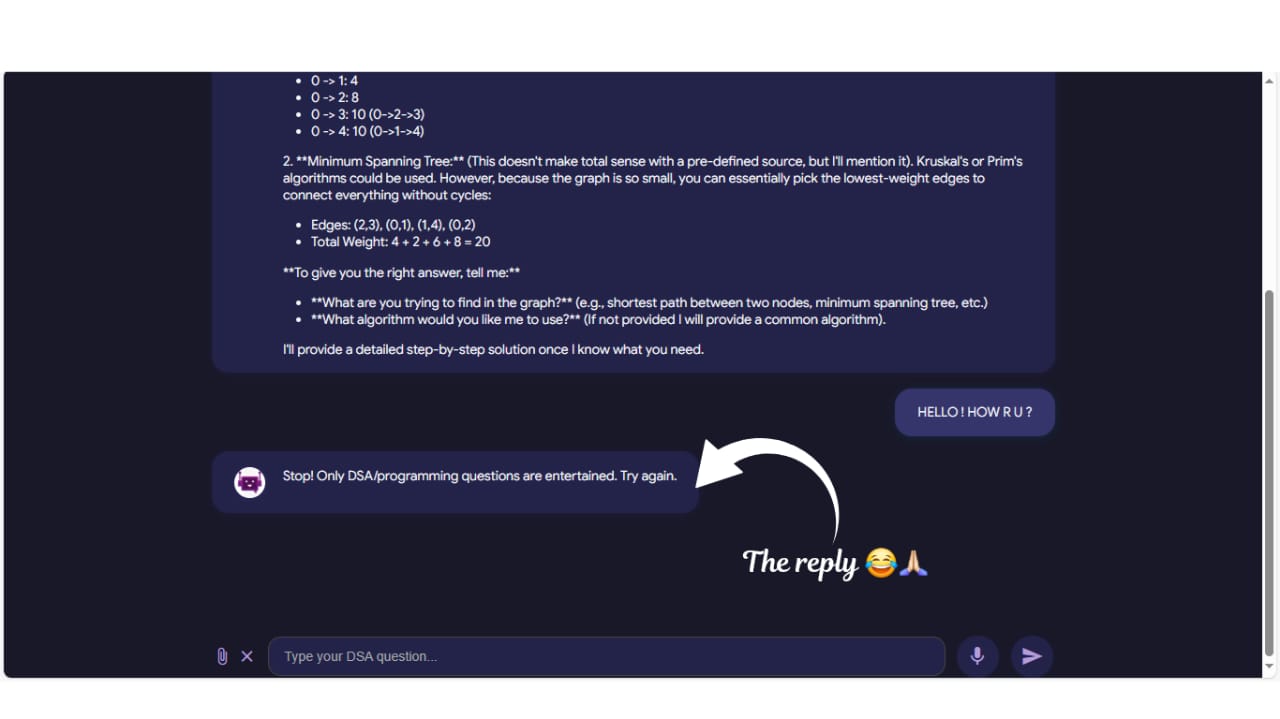 0 -> 1: 4
0 -> 2: 8
0 -> 3: 10 (0->2->3)
0 -> 4: 10 (0->1->4)
2. **Minimum Spanning Tree:** (This doesn't make total sense with a pre-defined source, but I'll mention it). Kruskal's or Prim's
algorithms could be used. However, because the graph is so small, you can essentially pick the lowest-weight edges to
connect everything without cycles:
Edges: (2,3), (0,1), (1,4), (0,2)
Total Weight: 4 + 2 + 6 + 8 = 20
**To give you the right answer, tell me:**
**What are you trying to find in the graph?** (e.g., shortest path between two nodes, minimum spanning tree, etc.)
**What algorithm would you like me to use?** (If not provided I will provide a common algorithm).
I'll provide a detailed step-by-step solution once I know what you need.
HELLO ! HOW R U ?
Stop! Only DSA/programming questions are entertained. Try again.
The reply 😂🙏🏻
Type your DSA question...